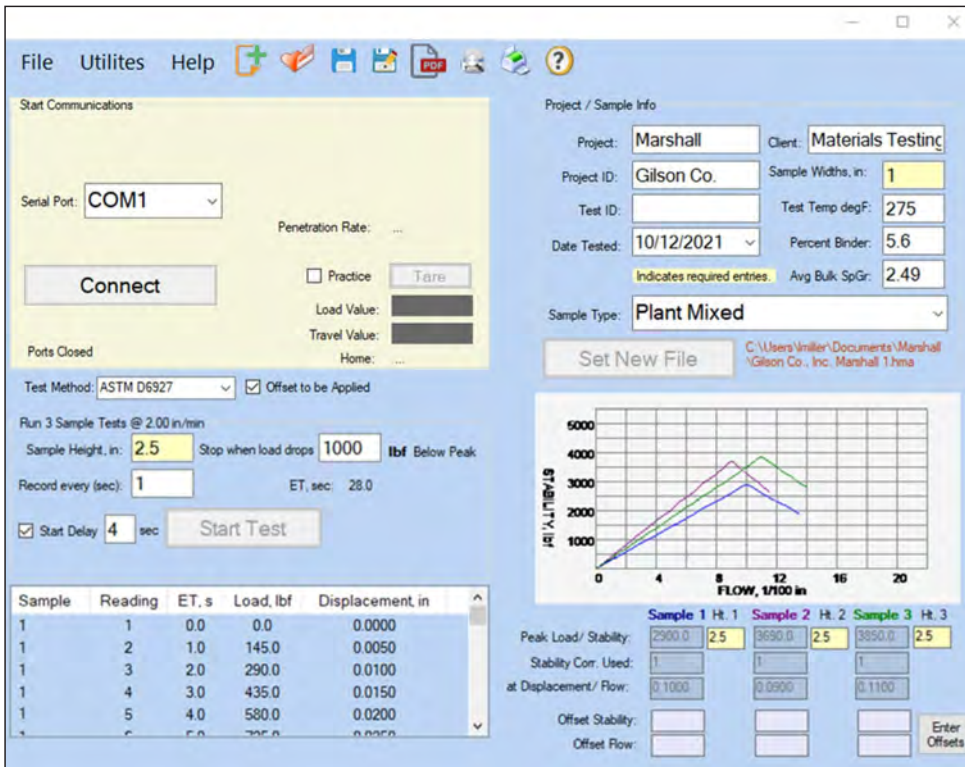 File Utilites Help PDF ?
Start Communications
Serial Port: COM1
Penetration Rate: ...
Connect
Practice Tare
Load Value:
Travel Value:
Ports Closed
Home: ...
Test Method: ASTM D6927 Offset to be Applied
Run 3 Sample Tests @ 2.00 in/min
Sample Height, in: 2.5 Stop when load drops 1000 lbf Below Peak
Record every (sec): 1 ET, sec: 28.0
Start Delay 4 sec Start Test
Sample Reading ET, s Load, lbf Displacement, in
1 1 0.0 0.0 0.0000
1 2 1.0 145.0 0.0050
1 3 2.0 290.0 0.0100
1 4 3.0 435.0 0.0150
1 5 4.0 580.0 0.0200
Project / Sample Info
Project: Marshall Client: Materials Testing
Project ID: Gilson Co. Sample Widths, in: 1
Test ID: Test Temp degF: 275
Date Tested: 10/12/2021 Percent Binder: 5.6
Indicates required entries. Avg Bulk SpGr: 2.49
Sample Type: Plant Mixed
Set New File C:\Users\lmiller\Documents\Marshall
\Gilson Co., Inc. Marshall 1.hma
STABILITY, lbf
5000
4000
3000
2000
1000
0 4 8 12 16 20
FLOW, 1/100 in
Sample 1 Ht. 1 Sample 2 Ht. 2 Sample 3 Ht. 3
Peak Load/ Stability: 2900.0 2.5 3690.0 2.5 3850.0 2.5
Stability Corr. Used: 1 1 1
at Displacement/ Flow: 0.1000 0.0900 0.1100
Offset Stability:
Offset Flow:
Enter
Offsets